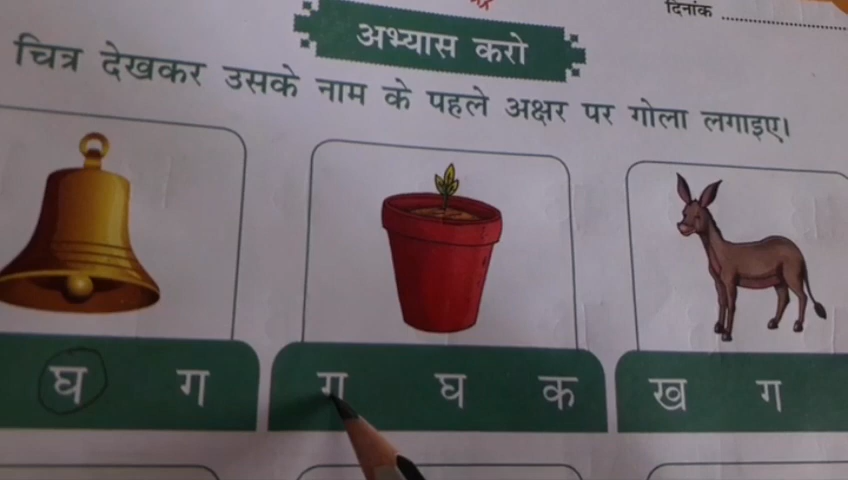 दिनांक
अभ्यास करो
चित्र देखकर उसके नाम के पहले अक्षर पर गोला लगाइए।
घ ग
ग घ क
ख ग